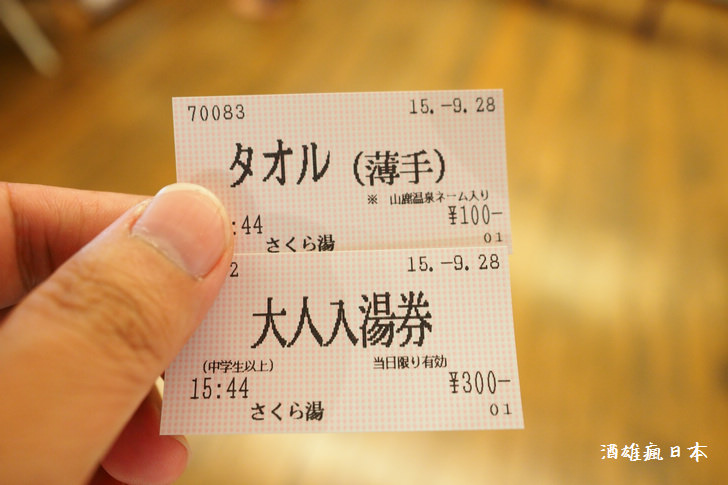 70083 15.-9.28
タオル(薄手)
※ 山鹿温泉ネーム入り
:44 ¥100-
さくら湯 01
2 15.-9.28
大人入湯券
(中学生以上) 当日限り有効
15:44 ¥300-
さくら湯 01
酒雄瘋日本